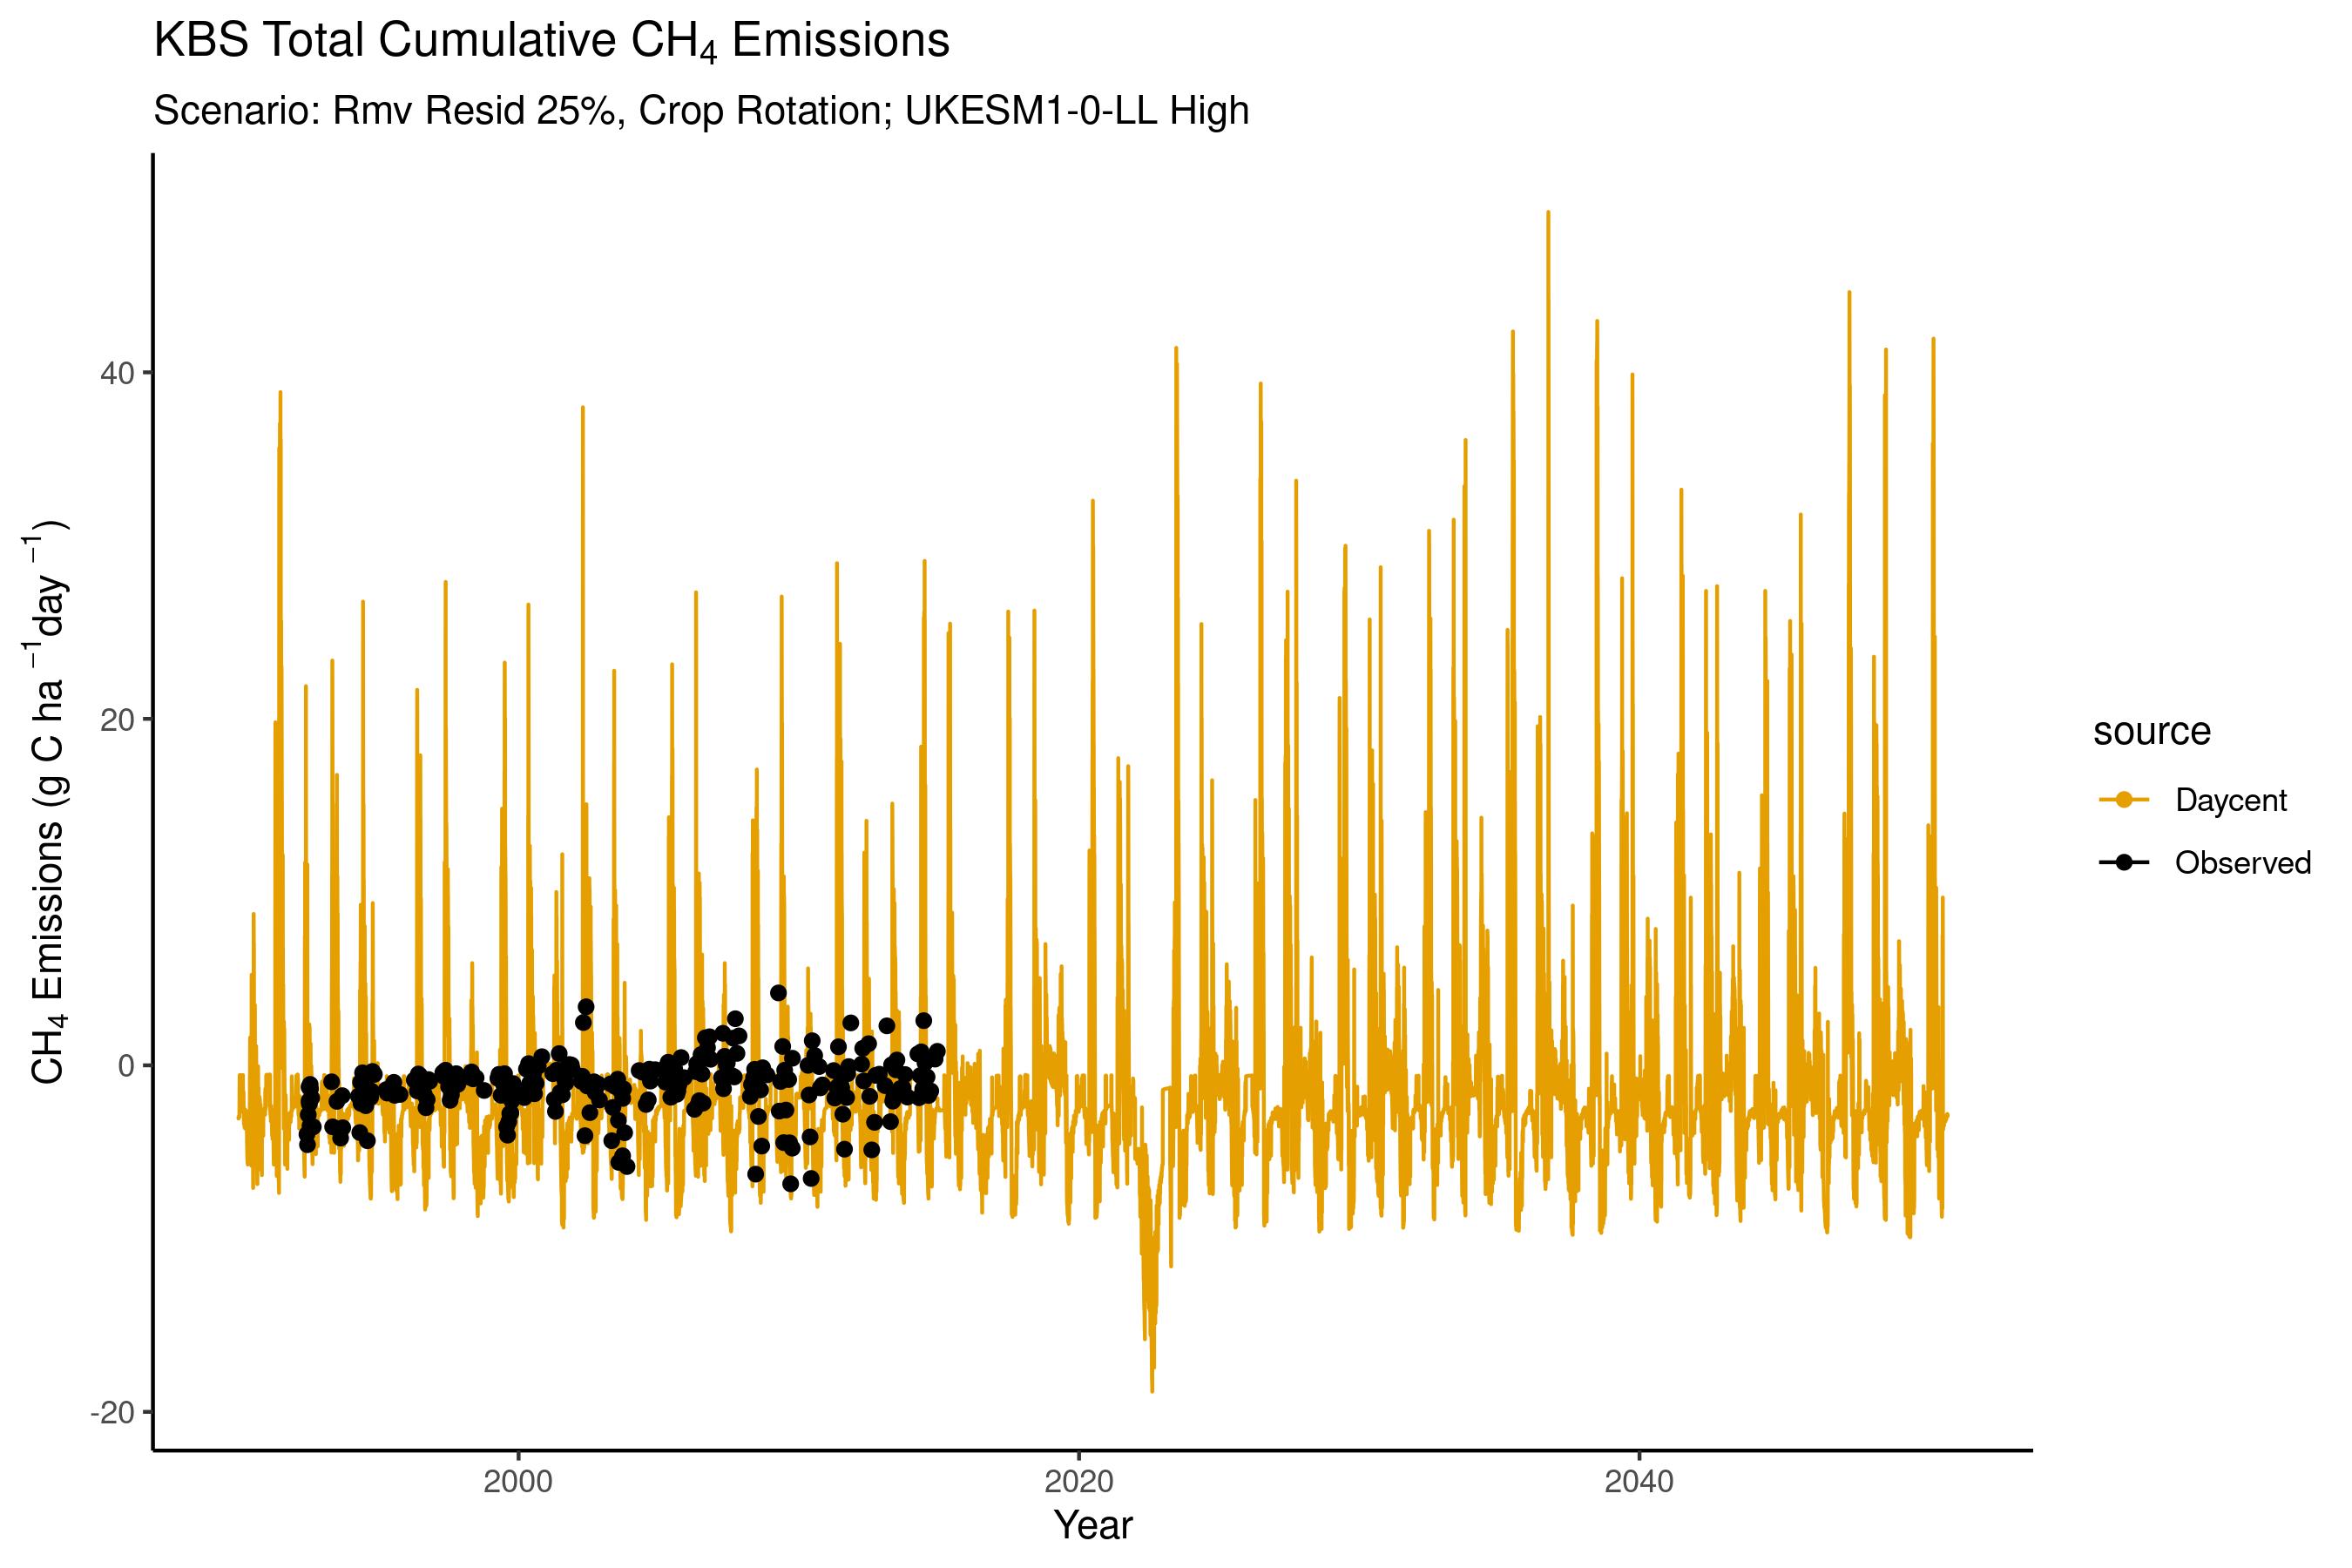 KBS Total Cumulative CH₄ Emissions
Scenario: Rmv Resid 25%, Crop Rotation; UKESM1-0-LL High
CH₄ Emissions (g C ha ⁻¹day ⁻¹)
40
20
0
-20
2000
2020
2040
Year
source
Daycent
Observed